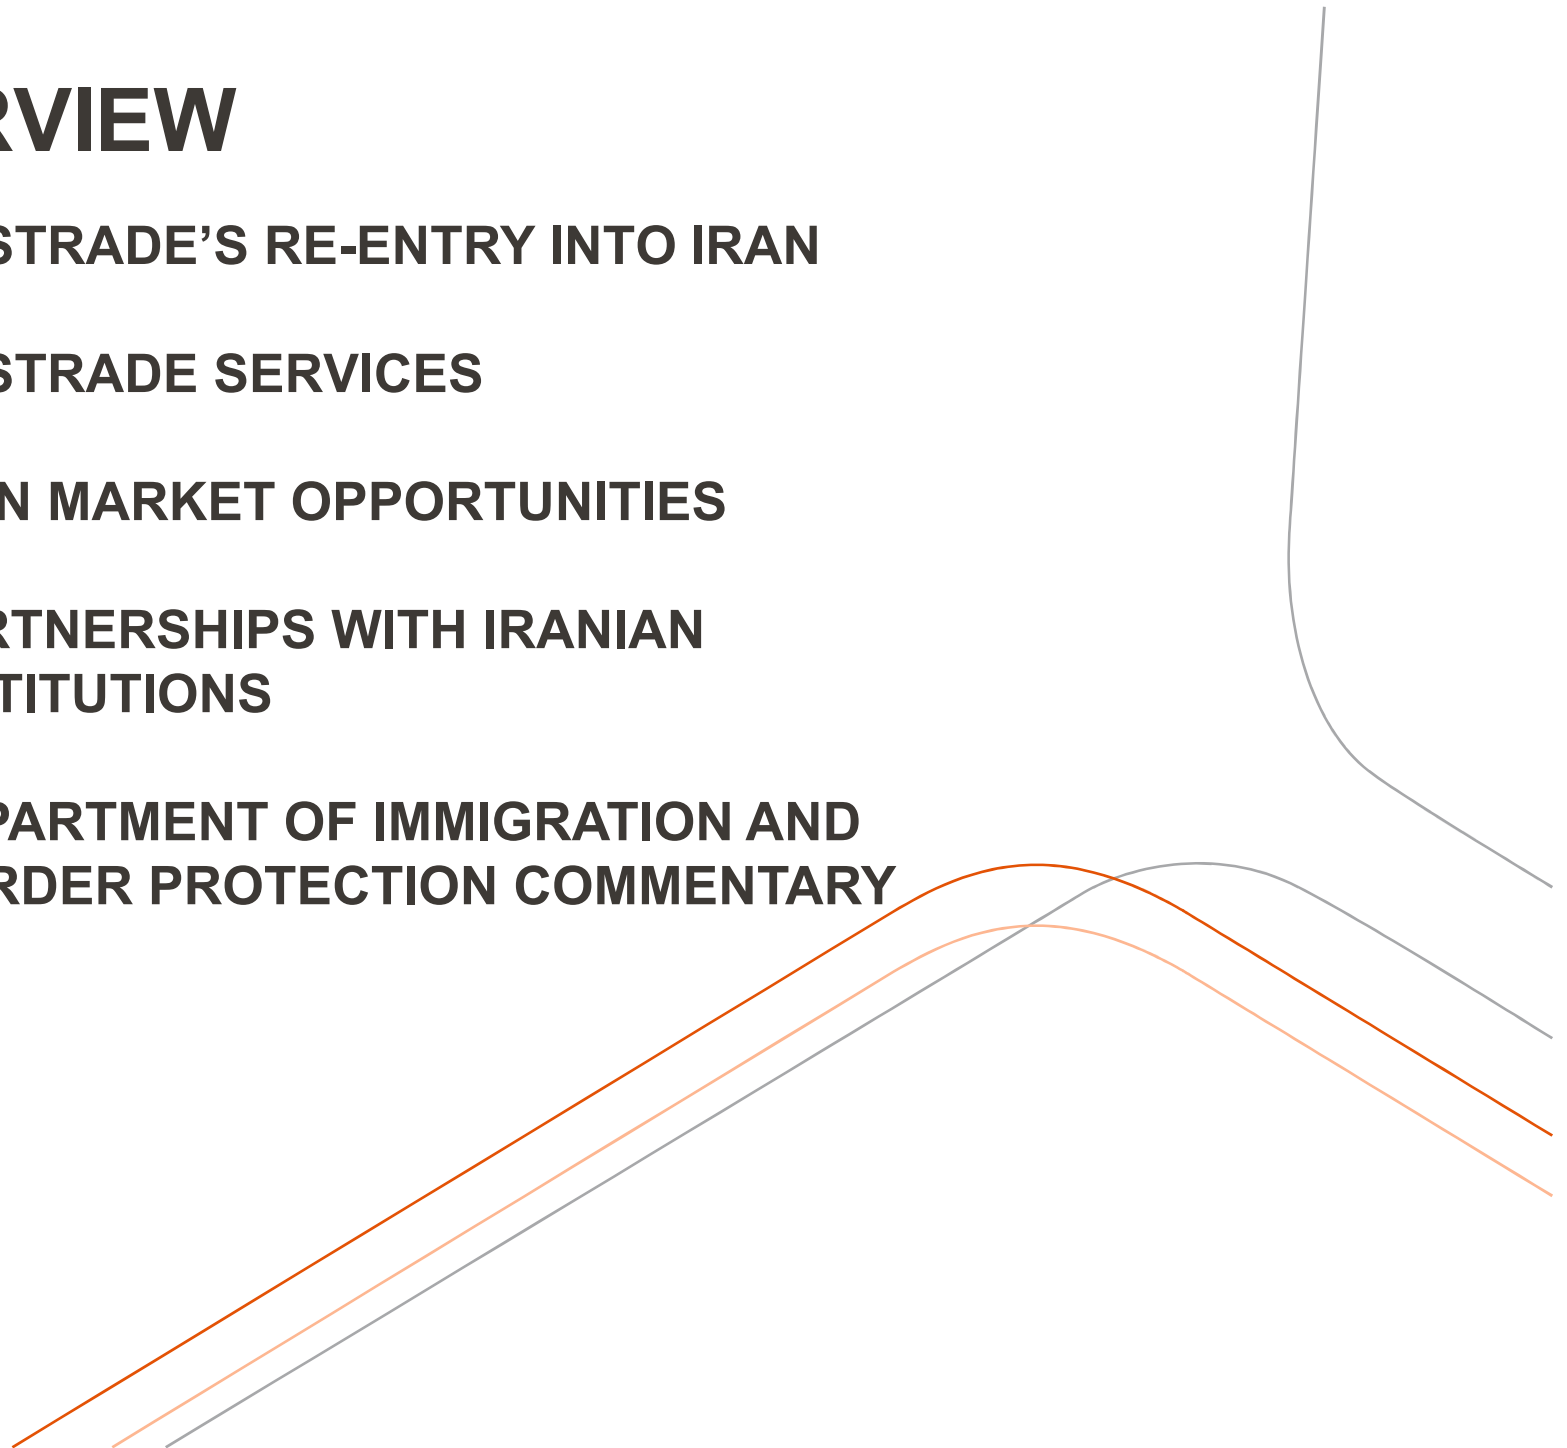 RVIEW
STRADE’S RE-ENTRY INTO IRAN
STRADE SERVICES
N MARKET OPPORTUNITIES
RTNERSHIPS WITH IRANIAN
TITUTIONS
PARTMENT OF IMMIGRATION AND
RDER PROTECTION COMMENTARY